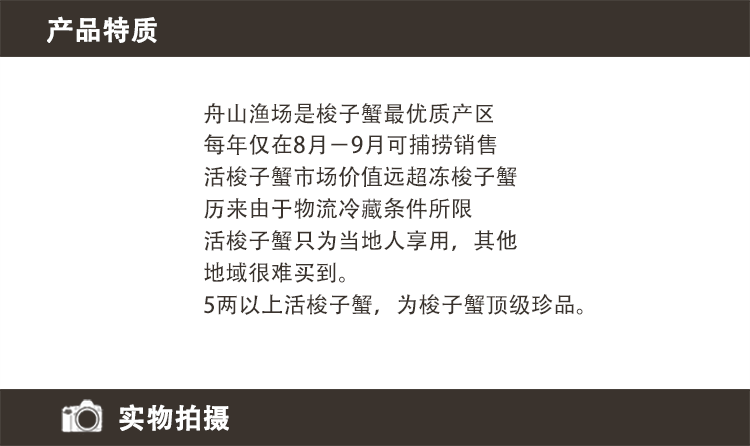 产品特质
舟山渔场是梭子蟹最优质产区
每年仅在8月－9月可捕捞销售
活梭子蟹市场价值远超冻梭子蟹
历来由于物流冷藏条件所限
活梭子蟹只为当地人享用，其他
地域很难买到。
5两以上活梭子蟹，为梭子蟹顶级珍品。
实物拍摄